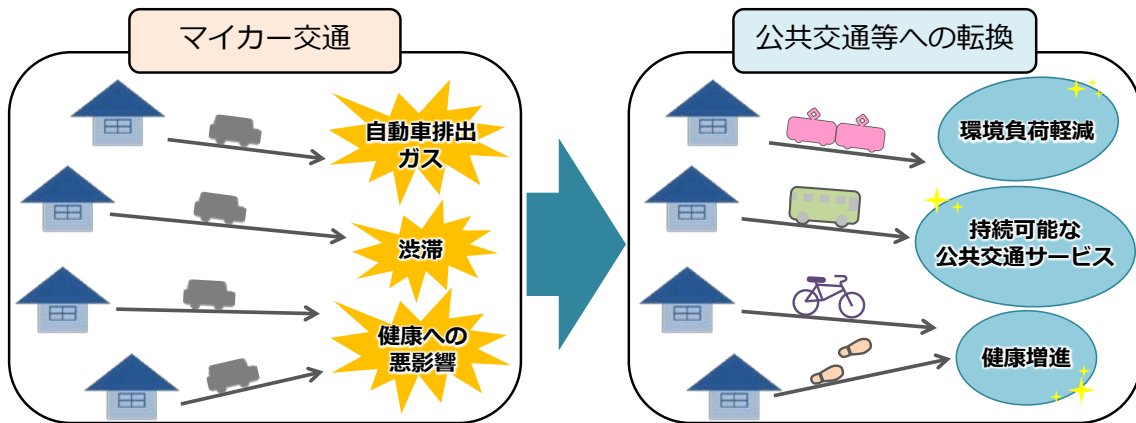 マイカー交通
自動車排出
ガス
渋滞
健康への
悪影響
公共交通等への転換
環境負荷軽減
持続可能な
公共交通サービス
健康増進